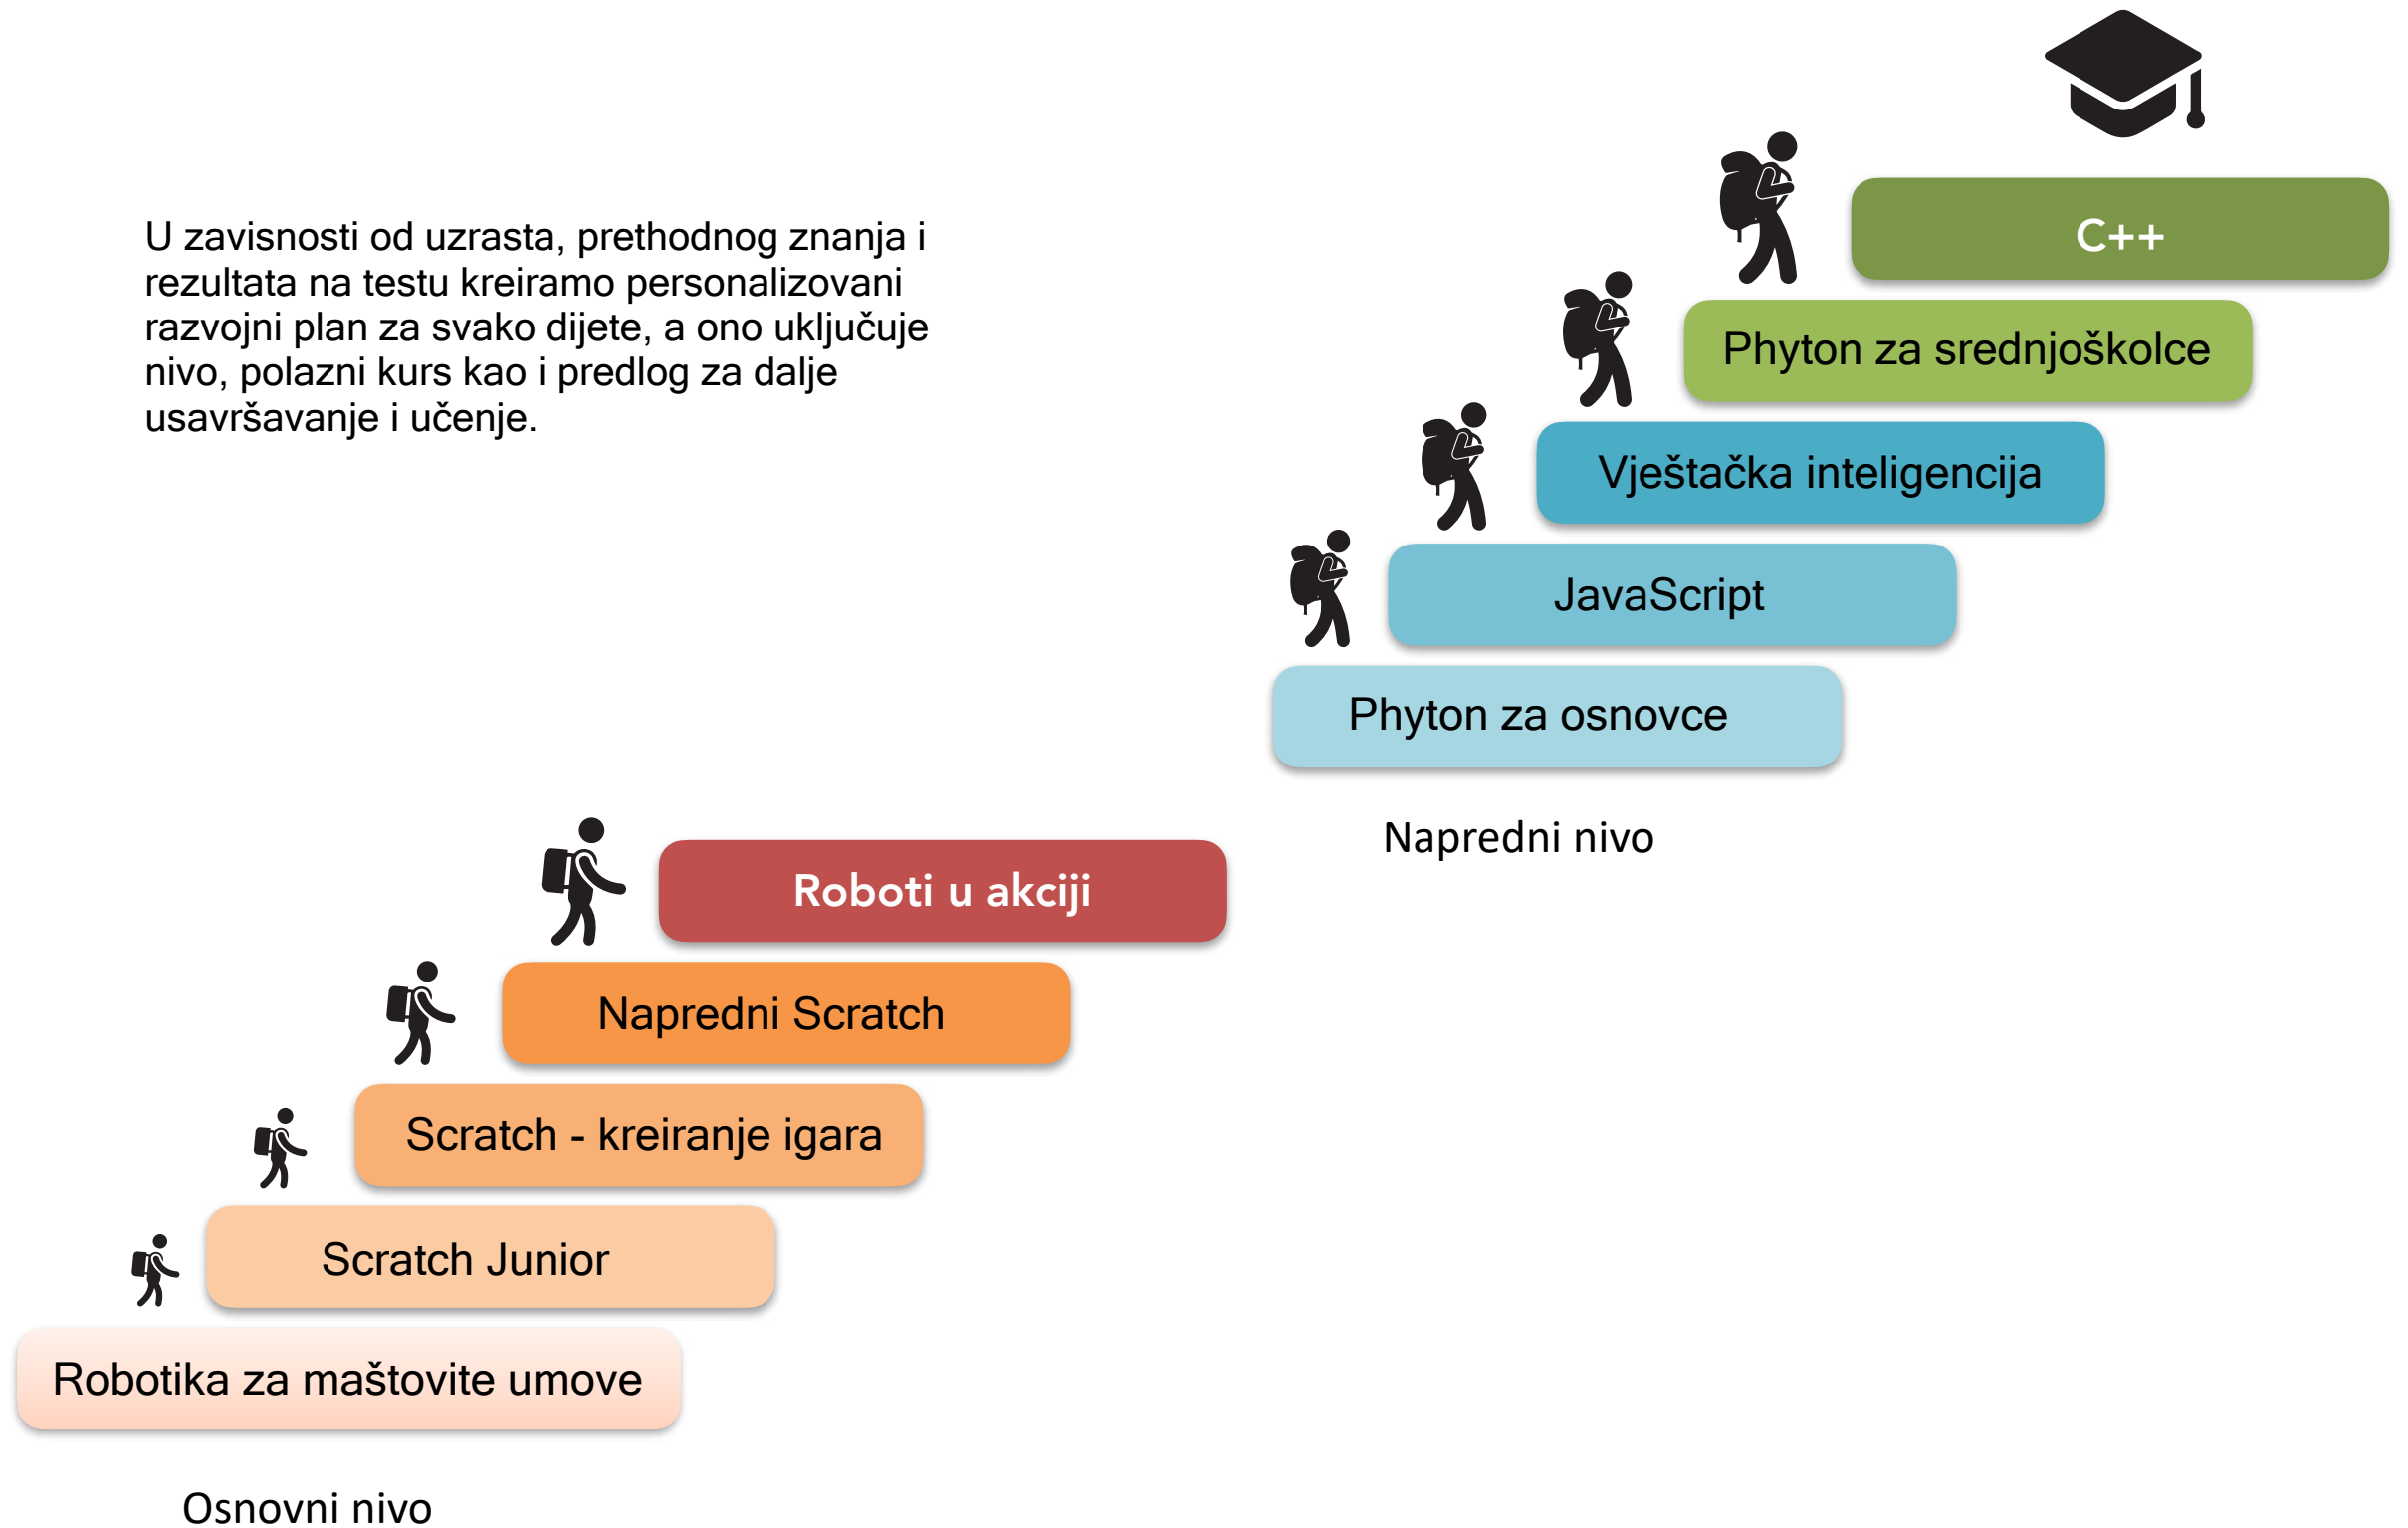 U zavisnosti od uzrasta, prethodnog znanja i
rezultata na testu kreiramo personalizovani
razvojni plan za svako dijete, a ono uključuje
nivo, polazni kurs kao i predlog za dalje
usavršavanje i učenje.
C++
Phyton za srednjoškolce
Vještačka inteligencija
JavaScript
Phyton za osnovce
Napredni nivo
Roboti u akciji
Napredni Scratch
Scratch - kreiranje igara
Scratch Junior
Robotika za maštovite umove
Osnovni nivo